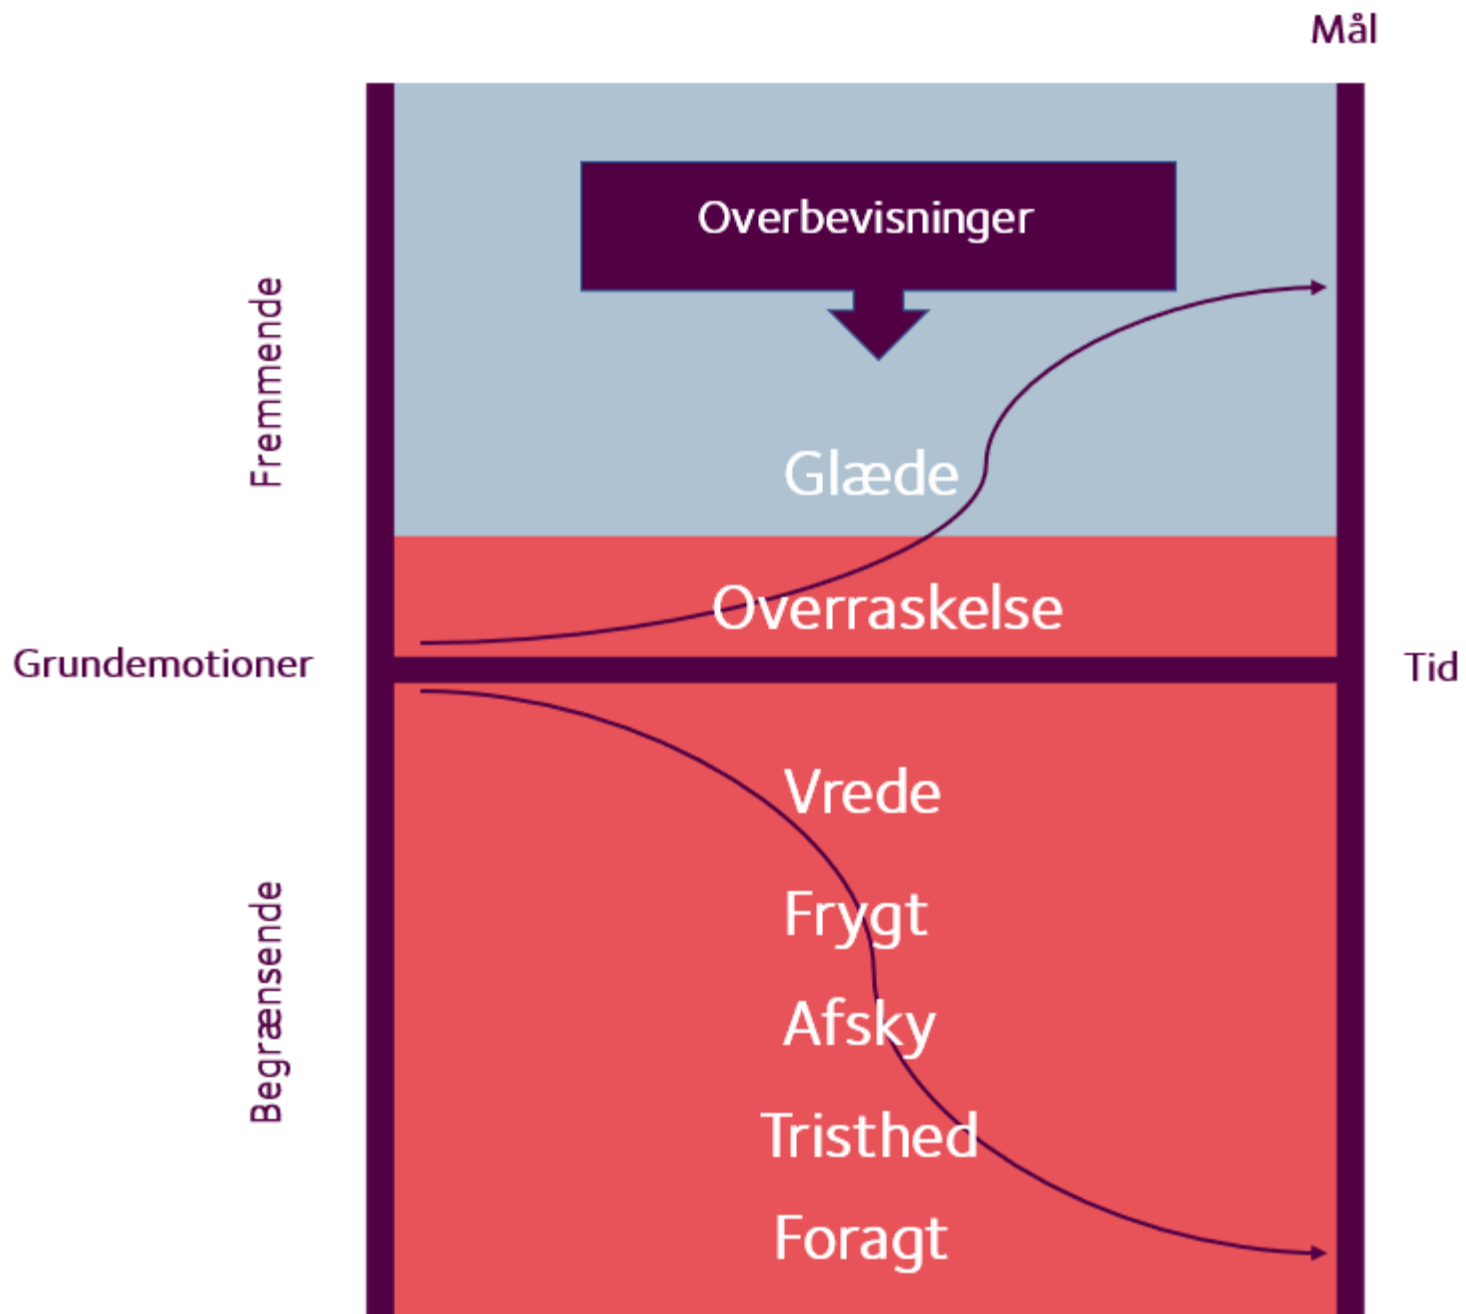 Mål
Overbevisninger
Fremmende
Glæde
Overraskelse
Grundemotioner
Tid
Vrede
Frygt
Begrænsende
Afsky
Tristhed
Foragt